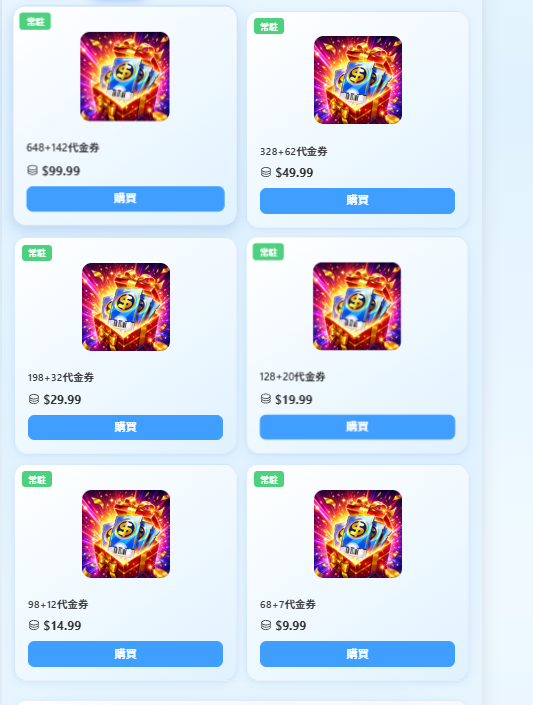 常駐
648+142代金券
$99.99
購買
常駐
328+62代金券
$49.99
購買
常駐
198+32代金券
$29.99
購買
常駐
128+20代金券
$19.99
購買
常駐
98+12代金券
$14.99
購買
常駐
68+7代金券
$9.99
購買